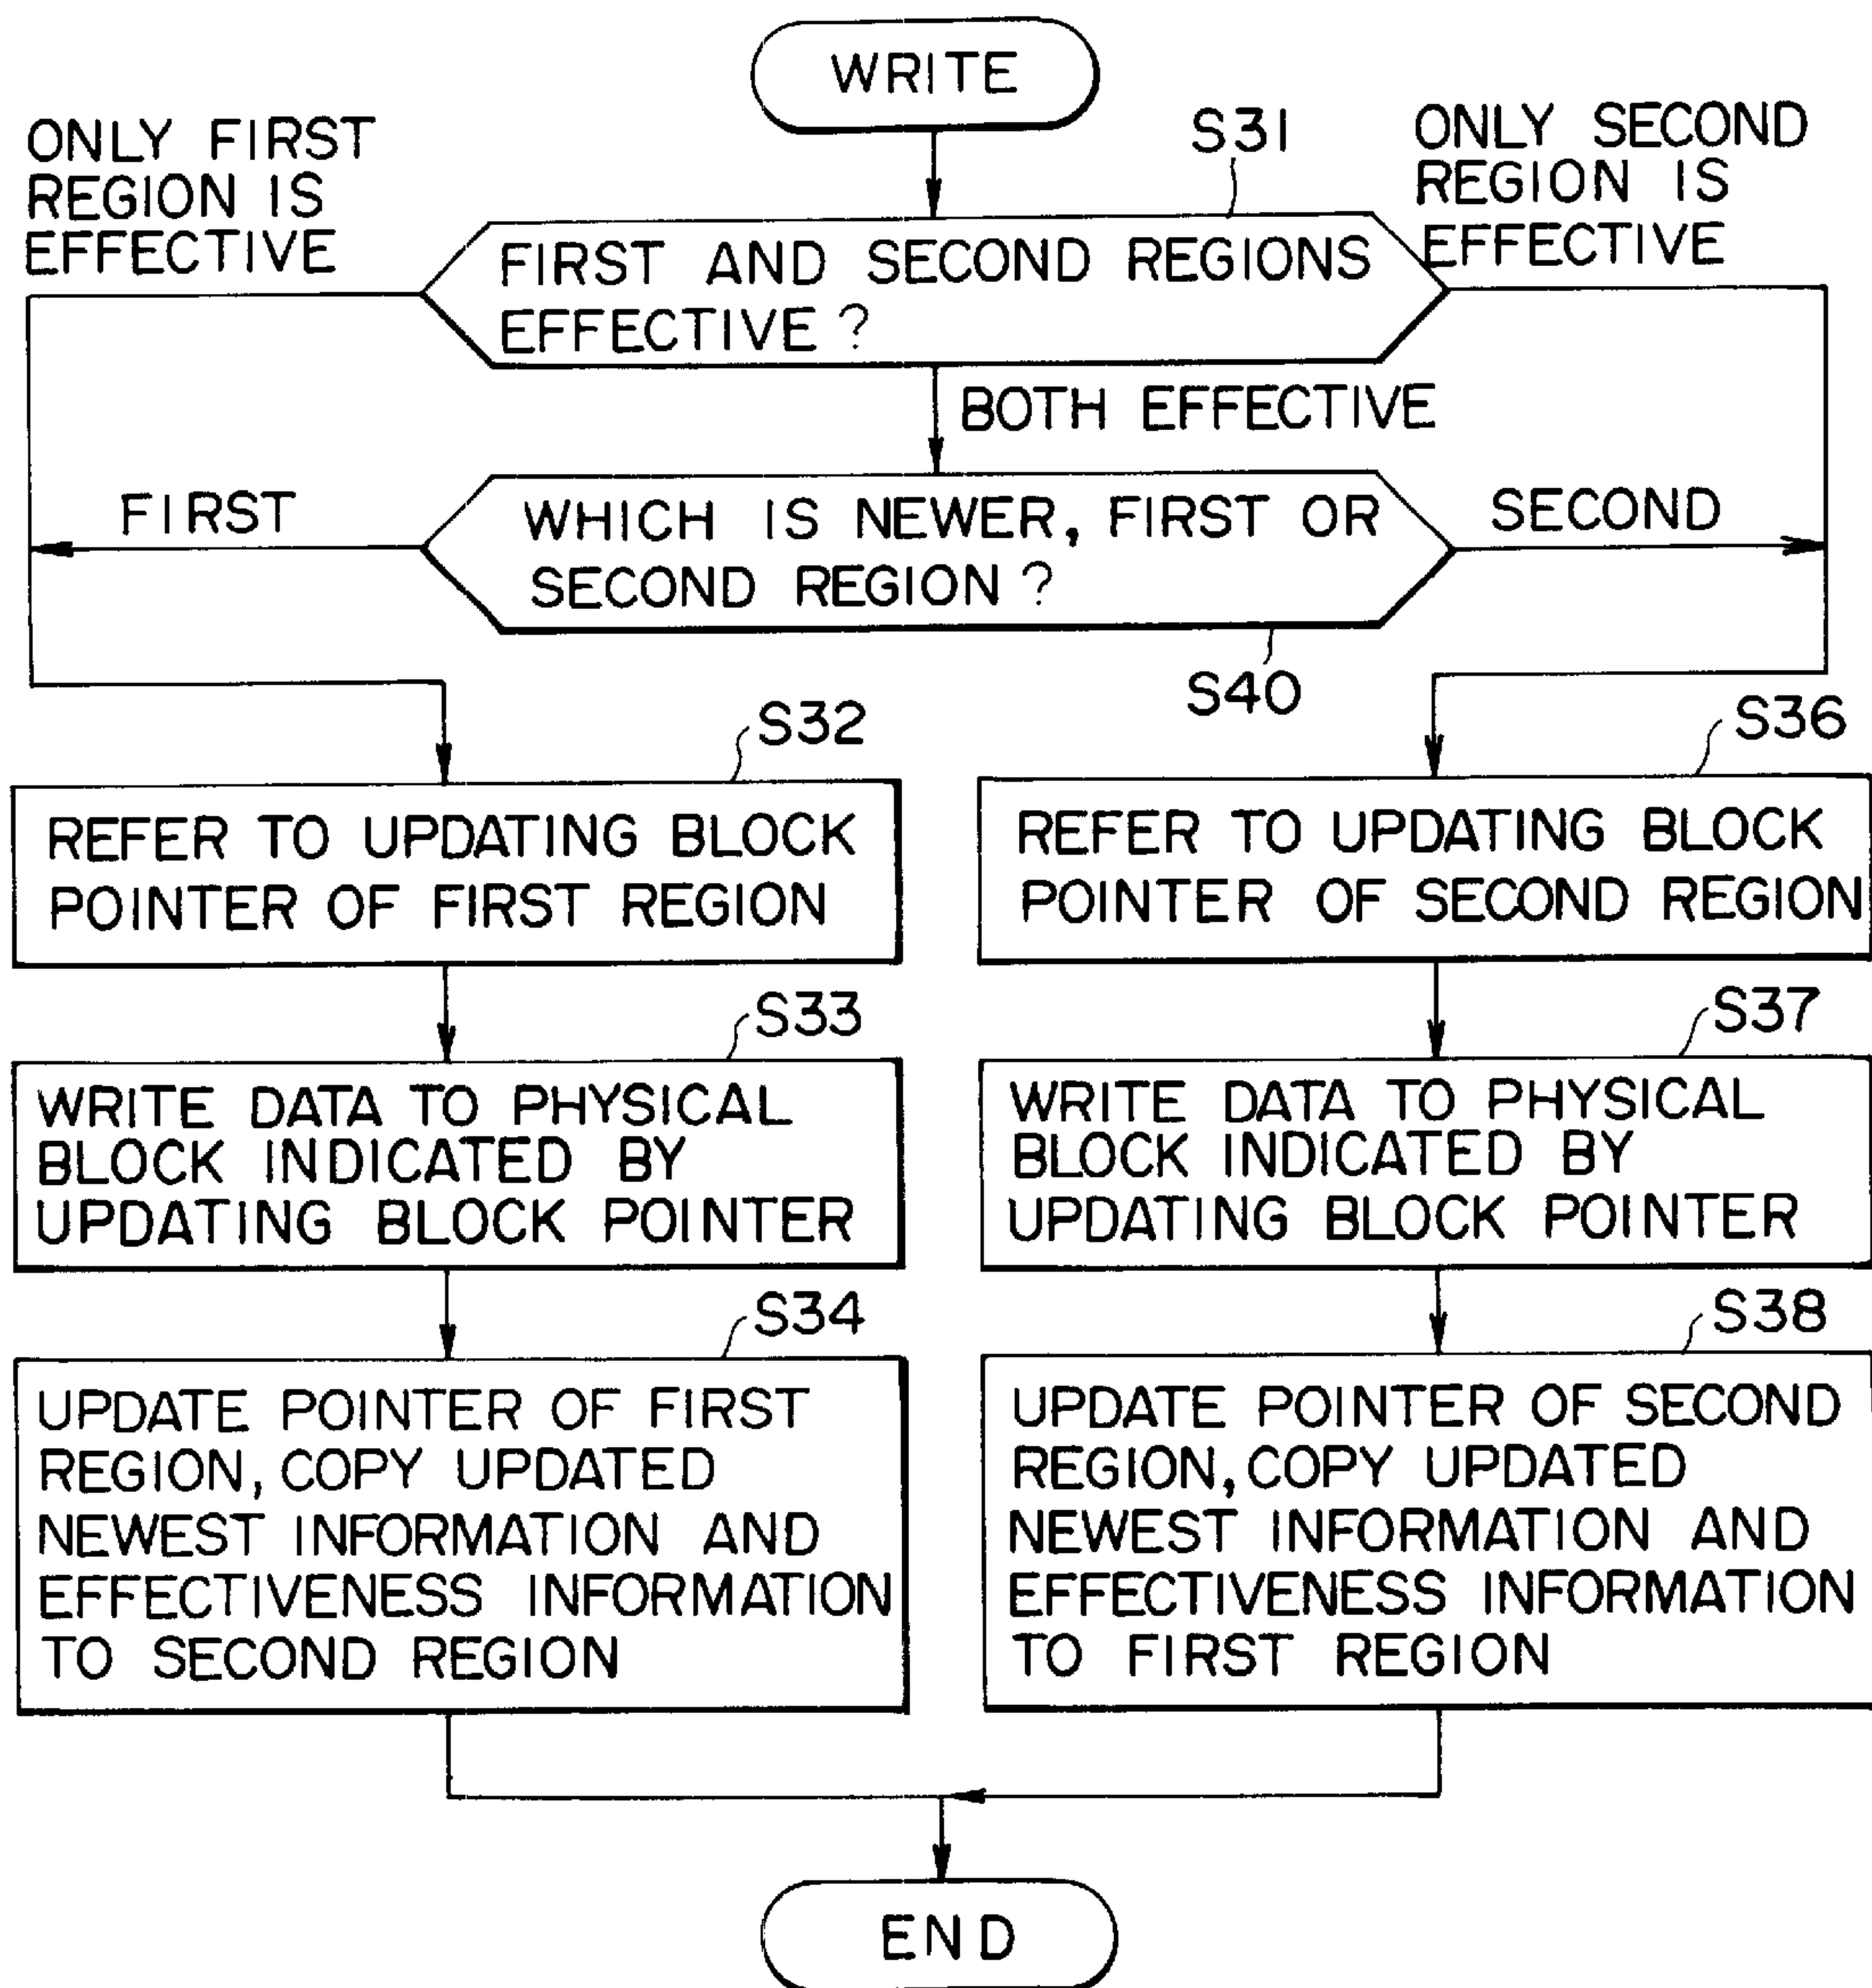 WRITE
ONLY FIRST
REGION IS
EFFECTIVE
S31
ONLY SECOND
REGION IS
EFFECTIVE
FIRST AND SECOND REGIONS
EFFECTIVE ?
BOTH EFFECTIVE
FIRST
WHICH IS NEWER, FIRST OR
SECOND REGION ?
SECOND
S40
S32
REFER TO UPDATING BLOCK
POINTER OF FIRST REGION
S33
WRITE DATA TO PHYSICAL
BLOCK INDICATED BY
UPDATING BLOCK POINTER
S34
UPDATE POINTER OF FIRST
REGION, COPY UPDATED
NEWEST INFORMATION AND
EFFECTIVENESS INFORMATION
TO SECOND REGION
S36
REFER TO UPDATING BLOCK
POINTER OF SECOND REGION
S37
WRITE DATA TO PHYSICAL
BLOCK INDICATED BY
UPDATING BLOCK POINTER
S38
UPDATE POINTER OF SECOND
REGION, COPY UPDATED
NEWEST INFORMATION AND
EFFECTIVENESS INFORMATION
TO FIRST REGION
END